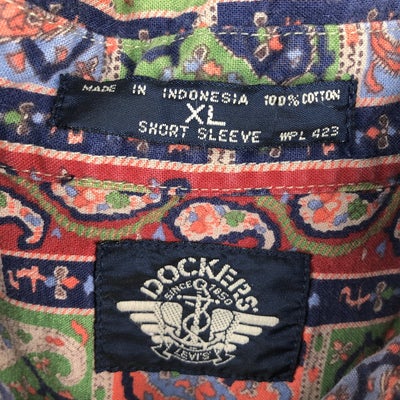 MADE IN INDONESIA 100% COTTON
XL
SHORT SLEEVE WPL 423
DOCKERS
SINCE 1850
LEVI'S